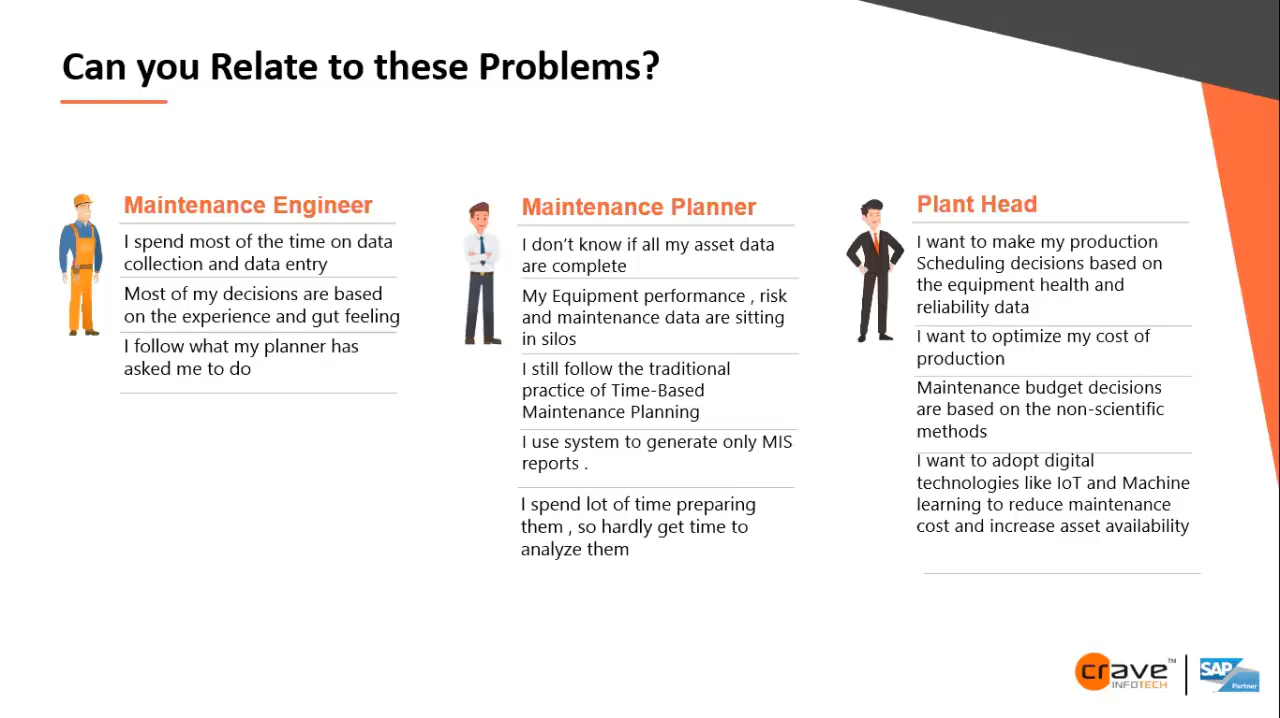 Can you Relate to these Problems?
Maintenance Engineer
I spend most of the time on data
collection and data entry
Most of my decisions are based
on the experience and gut feeling
I follow what my planner has
asked me to do
Maintenance Planner
I don’t know if all my asset data
are complete
My Equipment performance , risk
and maintenance data are sitting
in silos
I still follow the traditional
practice of Time-Based
Maintenance Planning
I use system to generate only MIS
reports .
I spend lot of time preparing
them , so hardly get time to
analyze them
Plant Head
I want to make my production
Scheduling decisions based on
the equipment health and
reliability data
I want to optimize my cost of
production
Maintenance budget decisions
are based on the non-scientific
methods
I want to adopt digital
technologies like IoT and Machine
learning to reduce maintenance
cost and increase asset availability
crave™
INFOTECH
SAP
Partner